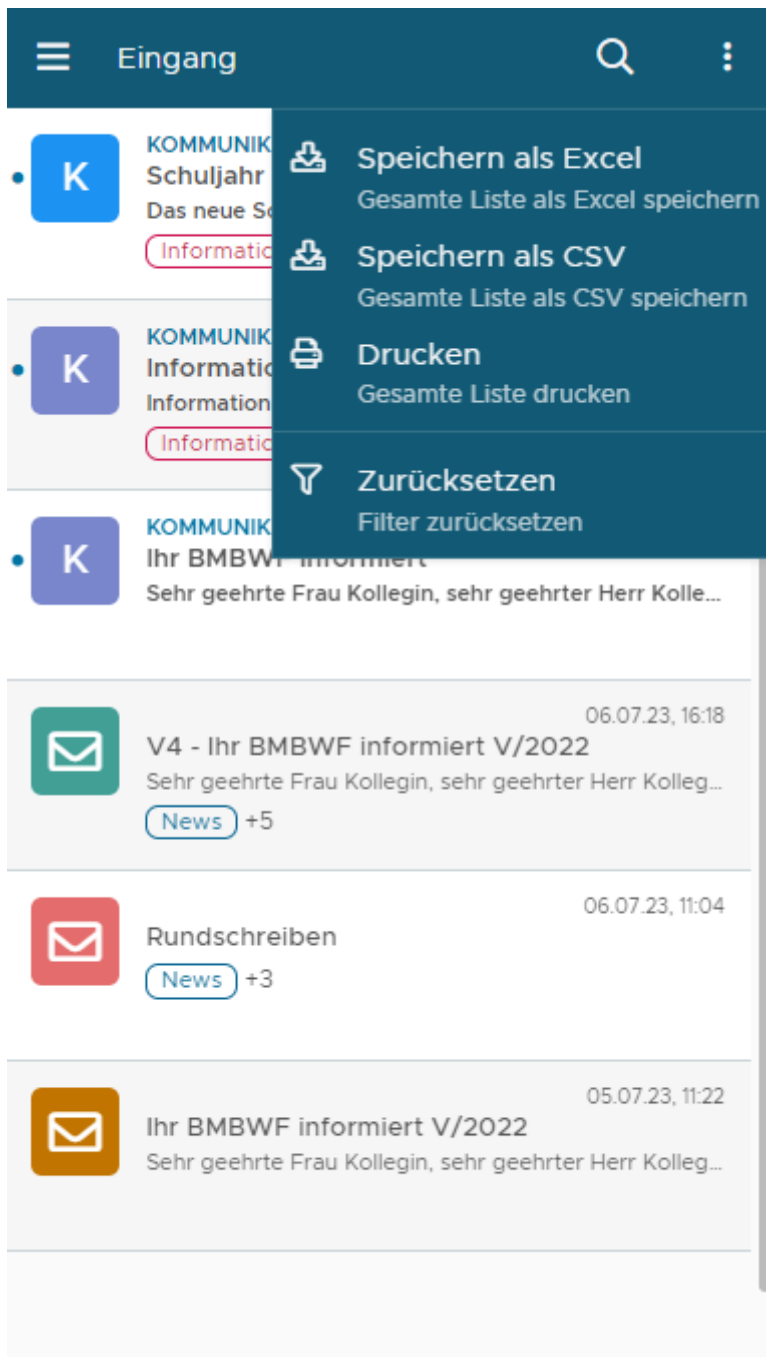 Eingang
Speichern als Excel
Gesamte Liste als Excel speichern
Speichern als CSV
Gesamte Liste als CSV speichern
Drucken
Gesamte Liste drucken
Zurücksetzen
Filter zurücksetzen
K
KOMMUNIK
Schuljahr
Das neue
Informatio
K
KOMMUNIK
Informatio
Information
Informatio
K
KOMMUNIK
Ihr BMBWF informiert
Sehr geehrte Frau Kollegin, sehr geehrter Herr Kolle...
06.07.23, 16:18
V4 - Ihr BMBWF informiert V/2022
Sehr geehrte Frau Kollegin, sehr geehrter Herr Kolleg...
News +5
06.07.23, 11:04
Rundschreiben
News +3
05.07.23, 11:22
Ihr BMBWF informiert V/2022
Sehr geehrte Frau Kollegin, sehr geehrter Herr Kolleg...